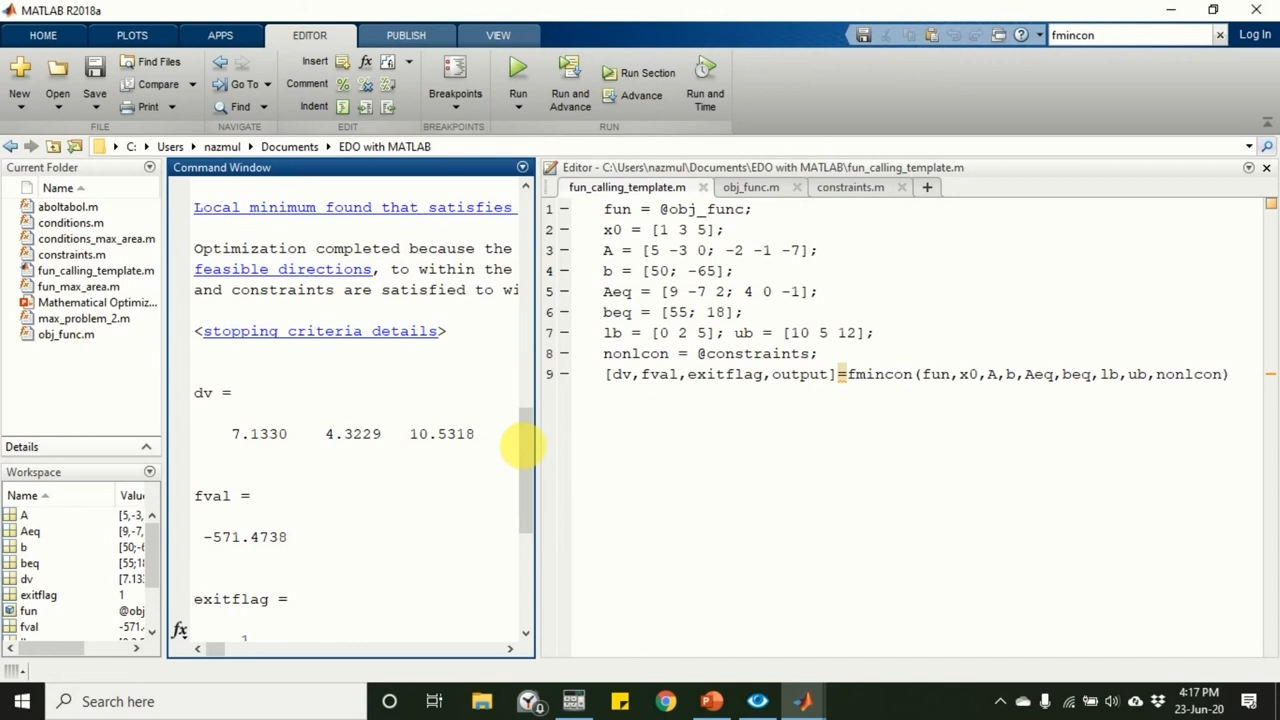 MATLAB R2018a
HOME PLOTS APPS EDITOR PUBLISH VIEW fmincon Log In
New Open Save Find Files Compare Print
Go To Find
Insert Comment Indent
Breakpoints
Run Run and Advance Run Section Advance Run and Time
FILE NAVIGATE EDIT BREAKPOINTS RUN
C: Users nazmul Documents EDO with MATLAB
Current Folder
Name
aboltabol.m
conditions.m
conditions_max_area.m
constraints.m
fun_calling_template.m
fun_max_area.m
Mathematical Optimiz...
max_problem_2.m
obj_func.m
Details
Workspace
Name Valu
A [5,-3,
Aeq [9,-7,
b [50;-6
beq [55;18
dv [7.133
exitflag 1
fun @obj
fval -571.
Command Window
Local minimum found that satisfies
Optimization completed because the
feasible directions, to within the
and constraints are satisfied to wi
<stopping criteria details>
dv =
7.1330 4.3229 10.5318
fval =
-571.4738
exitflag =
1
fx
Editor - C:\Users\nazmul\Documents\EDO with MATLAB\fun_calling_template.m
fun_calling_template.m obj_func.m constraints.m
1 fun = @obj_func;
2 x0 = [1 3 5];
3 A = [5 -3 0; -2 -1 -7];
4 b = [50; -65];
5 Aeq = [9 -7 2; 4 0 -1];
6 beq = [55; 18];
7 lb = [0 2 5]; ub = [10 5 12];
8 nonlcon = @constraints;
9 [dv,fval,exitflag,output]=fmincon(fun,x0,A,b,Aeq,beq,lb,ub,nonlcon)
Search here
4:17 PM
23-Jun-20